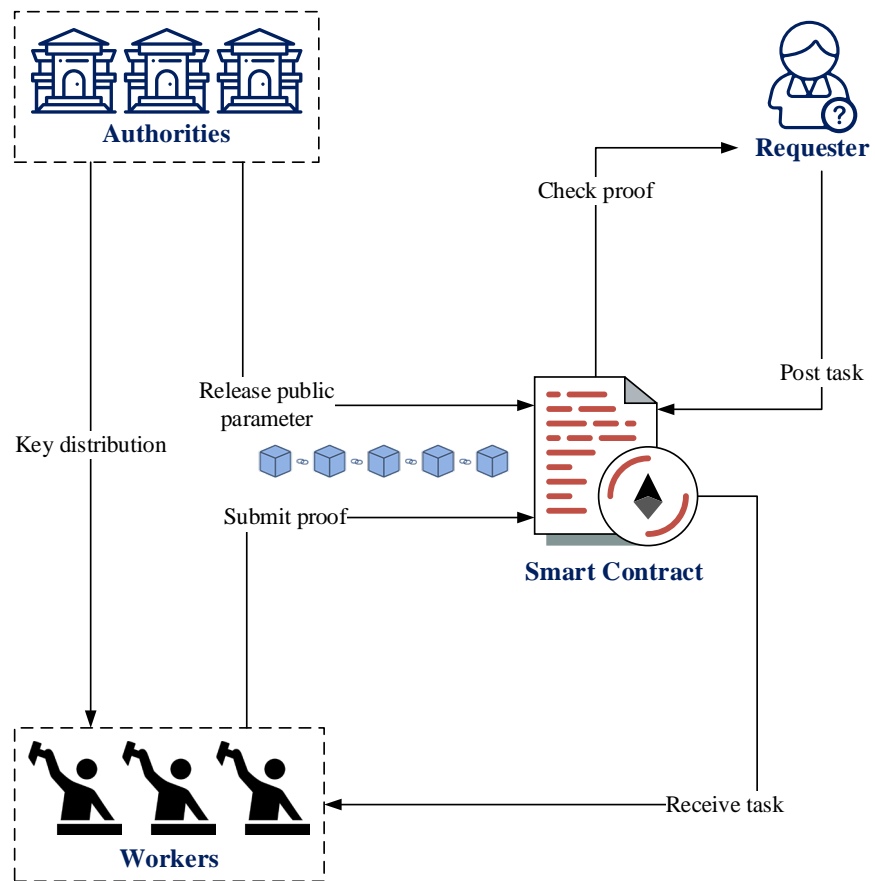 Authorities
?
Requester
Check proof
Post task
Release public
parameter
Key distribution
Submit proof
Smart Contract
Receive task
Workers